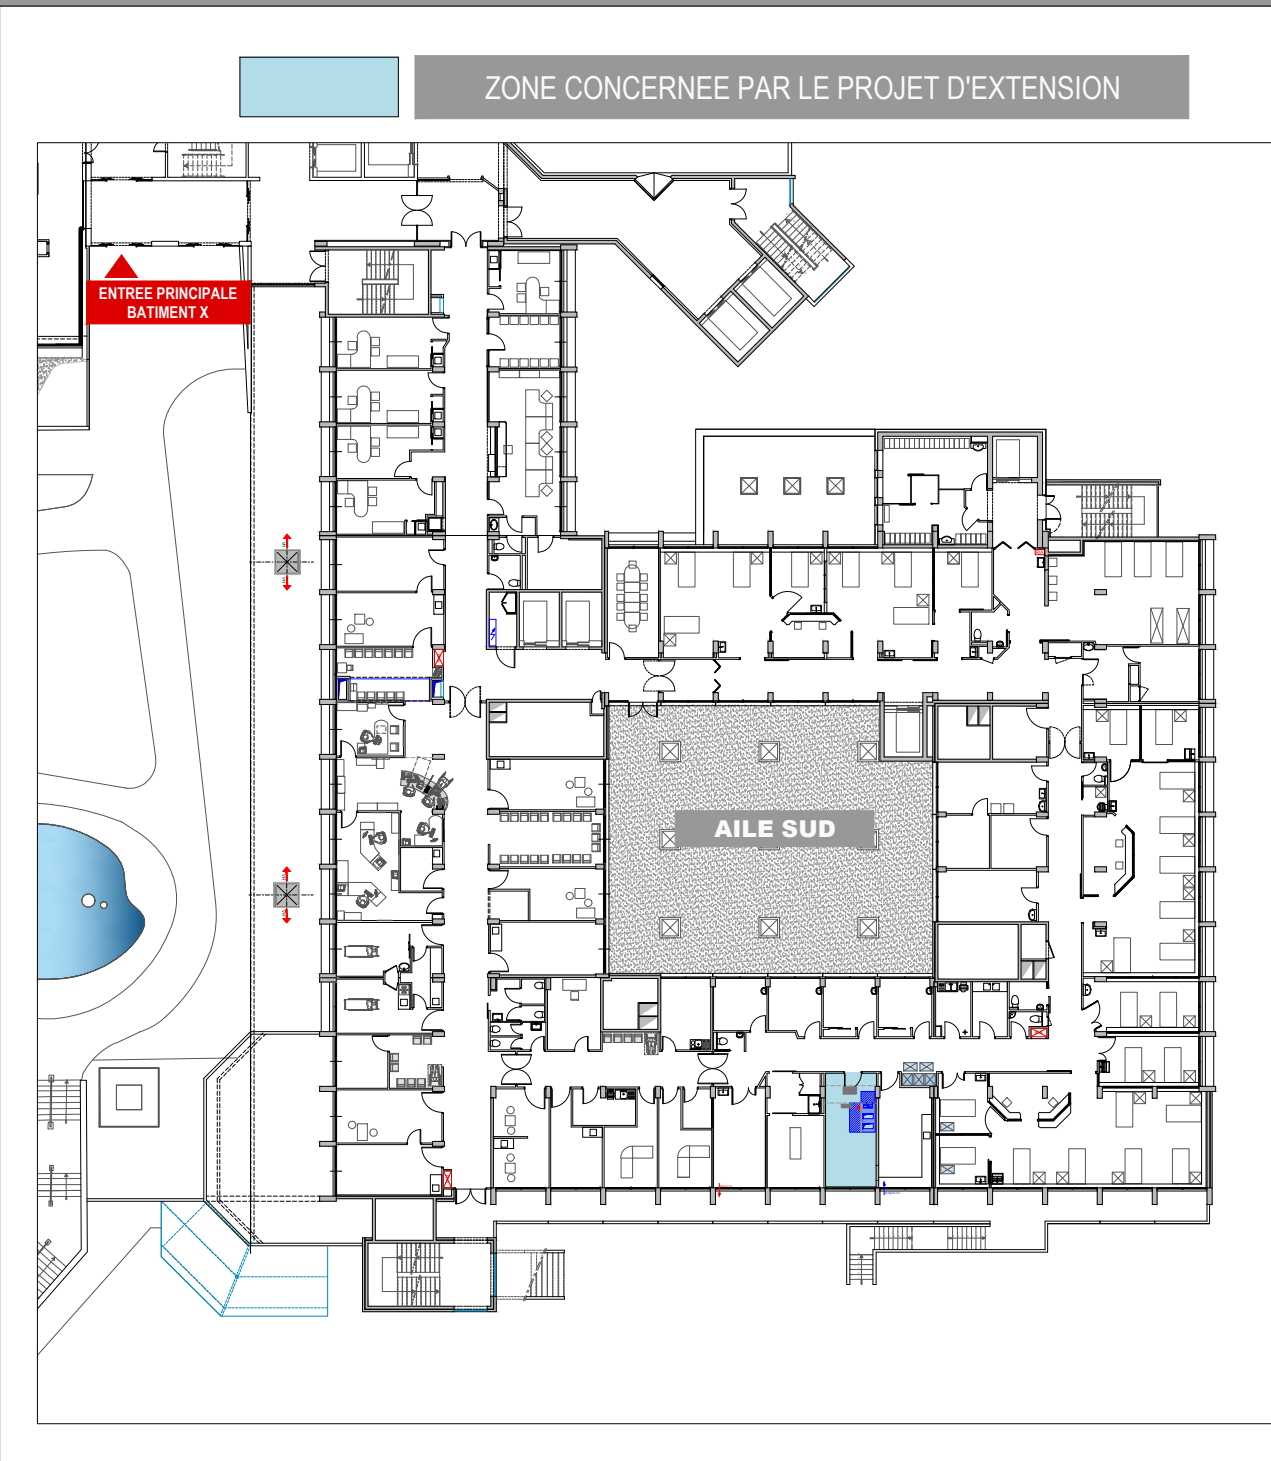 ZONE CONCERNEE PAR LE PROJET D'EXTENSION
ENTREE PRINCIPALE
BATIMENT X
AILE SUD